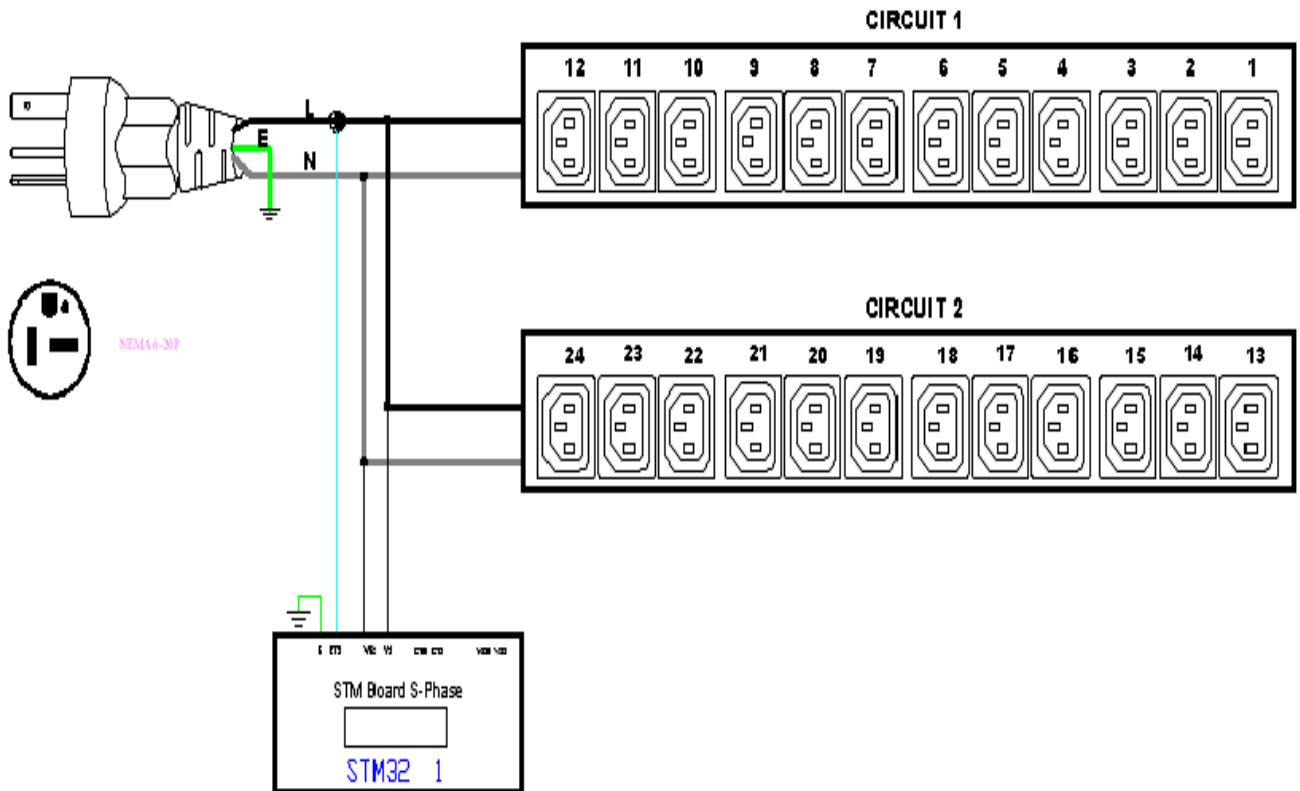 CIRCUIT 1
12 11 10 9 8 7 6 5 4 3 2 1
L
E
N
NEMA 6-20P
CIRCUIT 2
24 23 22 21 20 19 18 17 16 15 14 13
STM Board S-Phase
STM32 1